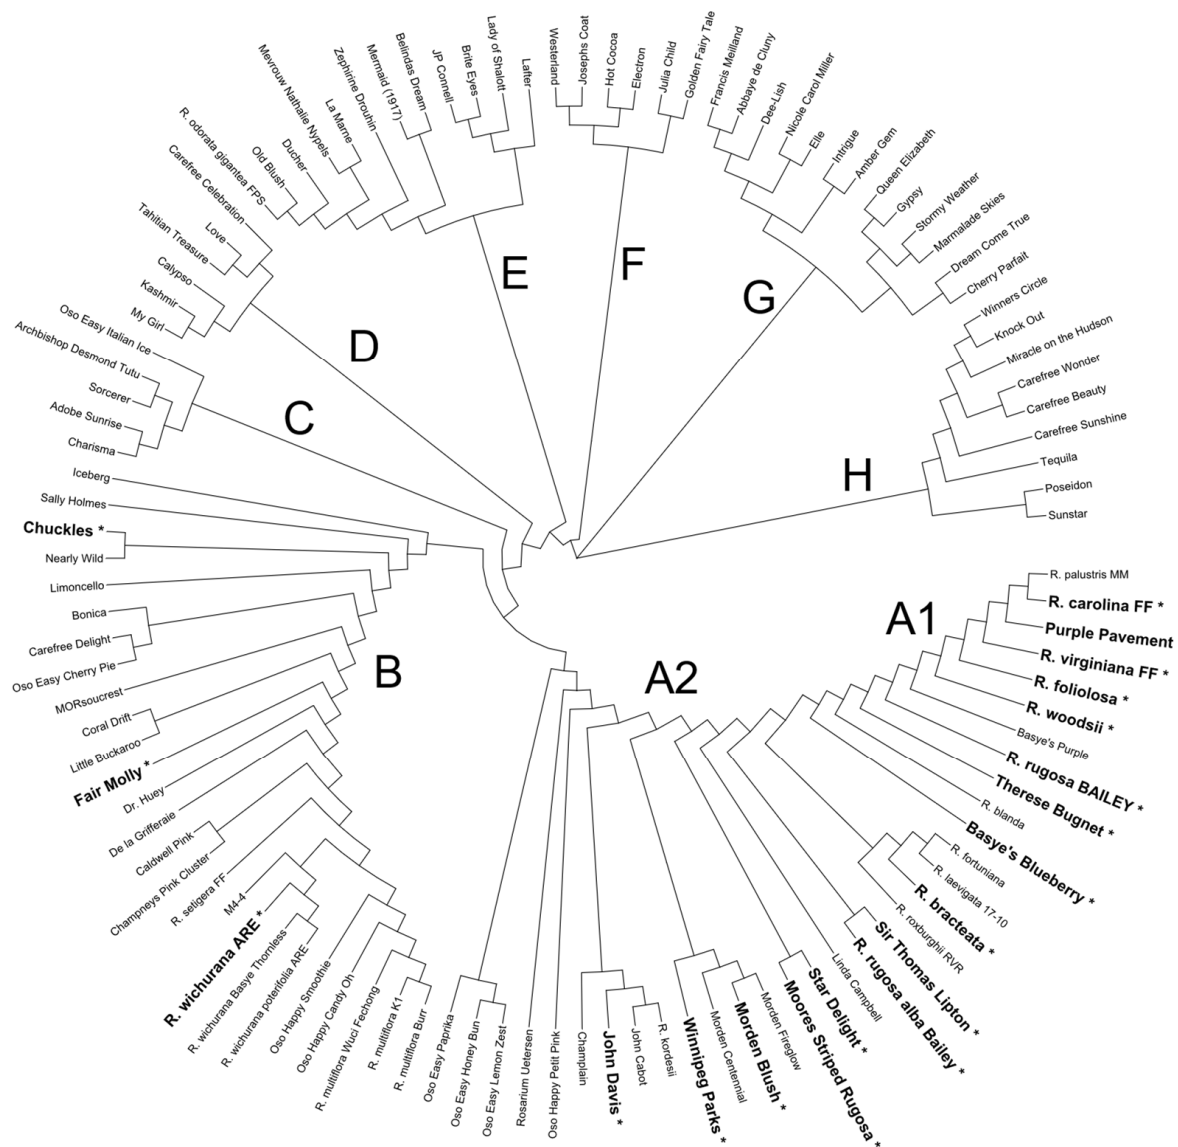 Westerland
Josephs Coat
Hot Cocoa
Electron
Julia Child
Golden Fairy Tale
Francis Meilland
Abbaye de Cluny
Dee-Lish
Nicole Carol Miller
Elle
Intrigue
Amber Gem
Queen Elizabeth
Gypsy
Stormy Weather
Marmalade Skies
Dream Come True
Cherry Parfait
Winners Circle
Knock Out
Miracle on the Hudson
Carefree Wonder
Carefree Beauty
Carefree Sunshine
Tequila
Poseidon
Sunstar
R. palustris MM
R. carolina FF *
Purple Pavement
R. virginiana FF *
R. foliolosa *
R. woodsii *
Basye's Purple
R. rugosa BAILEY *
Therese Bugnet *
R. blanda
Basye's Blueberry *
R. fortuniana
R. laevigata 17-10
R. bracteata *
R. roxburghii RVR
Sir Thomas Lipton *
R. rugosa alba Bailey *
Linda Campbell
Star Delight *
Moores Striped Rugosa *
Morden Fireglow
Morden Blush *
Morden Centennial
Winnipeg Parks *
R. kordesii
John Cabot
John Davis *
Champlain
Oso Happy Petit Pink
Rosarium Uetersen
Oso Easy Lemon Zest
Oso Easy Honey Bun
Oso Easy Paprika
R. multiflora Burr
R. multiflora K1
R. multiflora Wuci Fechong
Oso Happy Candy Oh
Oso Happy Smoothie
R. wichurana poterifolia ARE
R. wichurana Basye Thornless
R. wichurana ARE *
M4-4
R. setigera FF
Champneys Pink Cluster
Caldwell Pink
De la Grifferaie
Dr. Huey
Fair Molly *
Little Buckaroo
Coral Drift
MORsoucrest
Oso Easy Cherry Pie
Carefree Delight
Bonica
Limoncello
Nearly Wild
Chuckles *
Sally Holmes
Iceberg
Charisma
Adobe Sunrise
Sorcerer
Archbishop Desmond Tutu
Oso Easy Italian Ice
My Girl
Kashmir
Calypso
Tahitian Treasure
Love
Carefree Celebration
R. odorata gigantea FPS
Old Blush
Ducher
Mevrouw Nathalie Nypels
La Marne
Zephirine Drouhin
Mermaid (1917)
Belindas Dream
JP Connell
Brite Eyes
Lady of Shalott
Lafter
E
F
G
D
C
H
A1
A2
B